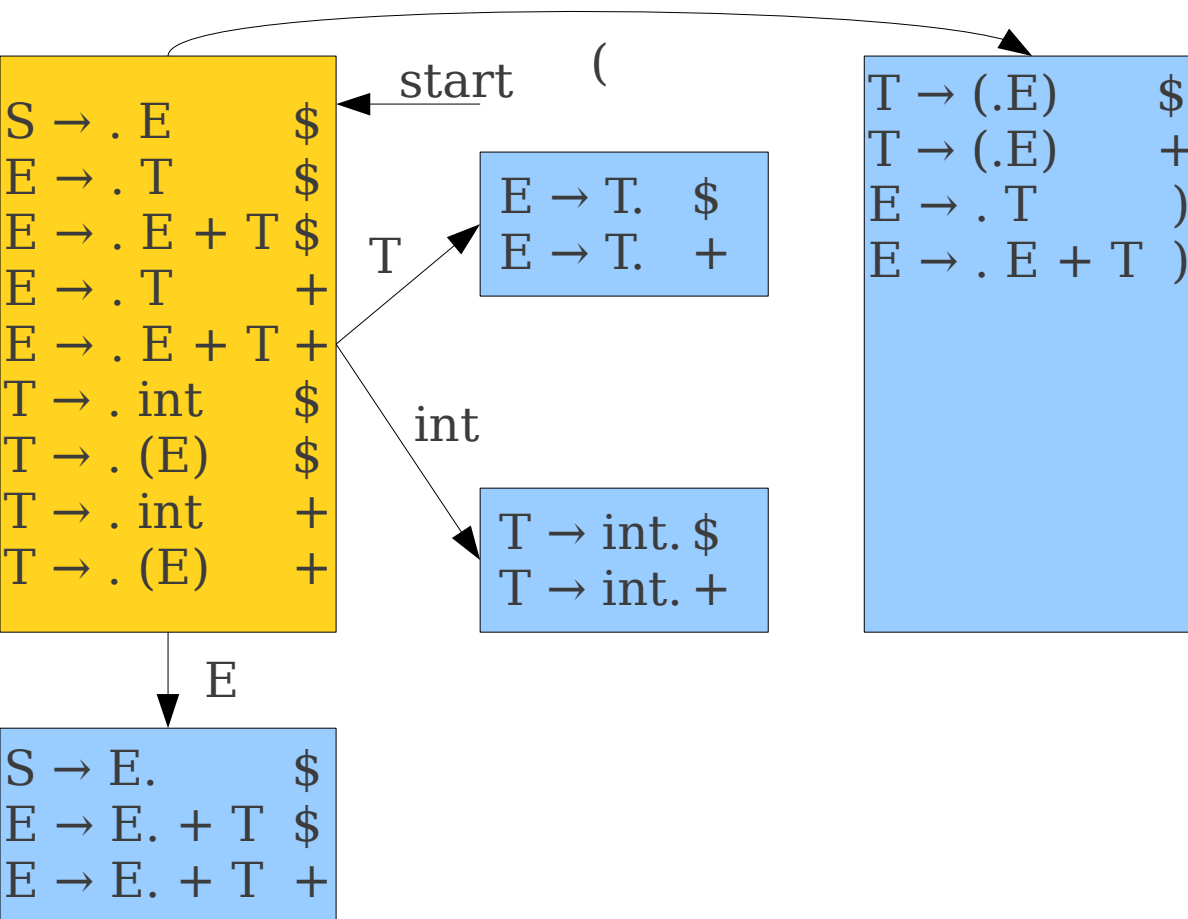 S → . E $
E → . T $
E → . E + T $
E → . T +
E → . E + T +
T → . int $
T → . (E) $
T → . int +
T → . (E) +
start
(
T
E → T. $
E → T. +
int
T → int. $
T → int. +
T → (.E) $
T → (.E) +
E → . T )
E → . E + T )
E
S → E. $
E → E. + T $
E → E. + T +